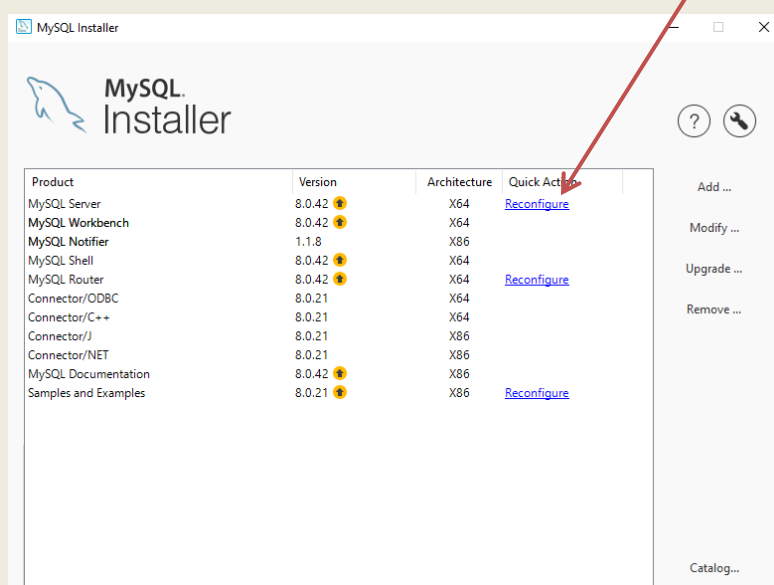 MySQL Installer
MySQL.
Installer
?
Product Version Architecture Quick Action
MySQL Server 8.0.42 X64 Reconfigure
MySQL Workbench 8.0.42 X64
MySQL Notifier 1.1.8 X86
MySQL Shell 8.0.42 X64
MySQL Router 8.0.42 X64 Reconfigure
Connector/ODBC 8.0.21 X64
Connector/C++ 8.0.21 X64
Connector/J 8.0.21 X86
Connector/NET 8.0.21 X86
MySQL Documentation 8.0.42 X86
Samples and Examples 8.0.21 X86 Reconfigure
Add ...
Modify ...
Upgrade ...
Remove ...
Catalog...